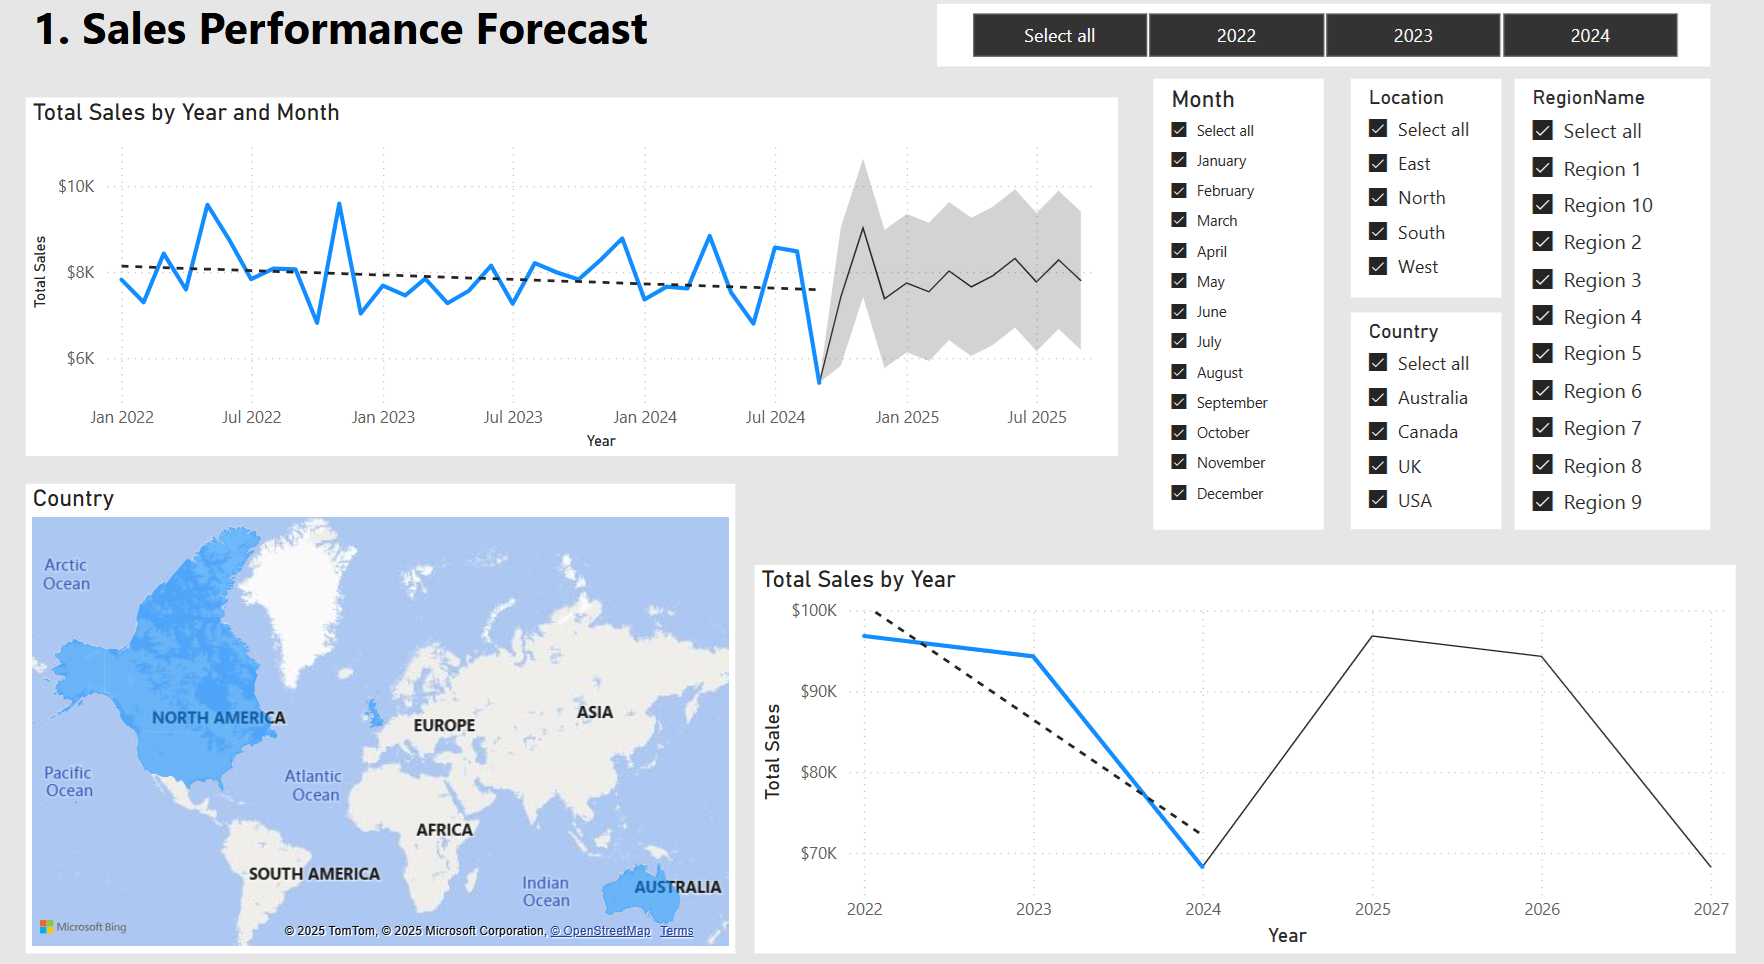 1. Sales Performance Forecast
Select all
2022
2023
2024
Total Sales by Year and Month
$10K
$8K
$6K
Total Sales
Jan 2022
Jul 2022
Jan 2023
Jul 2023
Jan 2024
Jul 2024
Jan 2025
Jul 2025
Year
Month
Select all
January
February
March
April
May
June
July
August
September
October
November
December
Location
Select all
East
North
South
West
Country
Select all
Australia
Canada
UK
USA
RegionName
Select all
Region 1
Region 10
Region 2
Region 3
Region 4
Region 5
Region 6
Region 7
Region 8
Region 9
Country
Arctic
Ocean
NORTH AMERICA
EUROPE
ASIA
Pacific
Ocean
Atlantic
Ocean
AFRICA
SOUTH AMERICA
Indian
Ocean
AUSTRALIA
Microsoft Bing
© 2025 TomTom, © 2025 Microsoft Corporation, © OpenStreetMap Terms
Total Sales by Year
$100K
$90K
$80K
$70K
Total Sales
2022
2023
2024
2025
2026
2027
Year